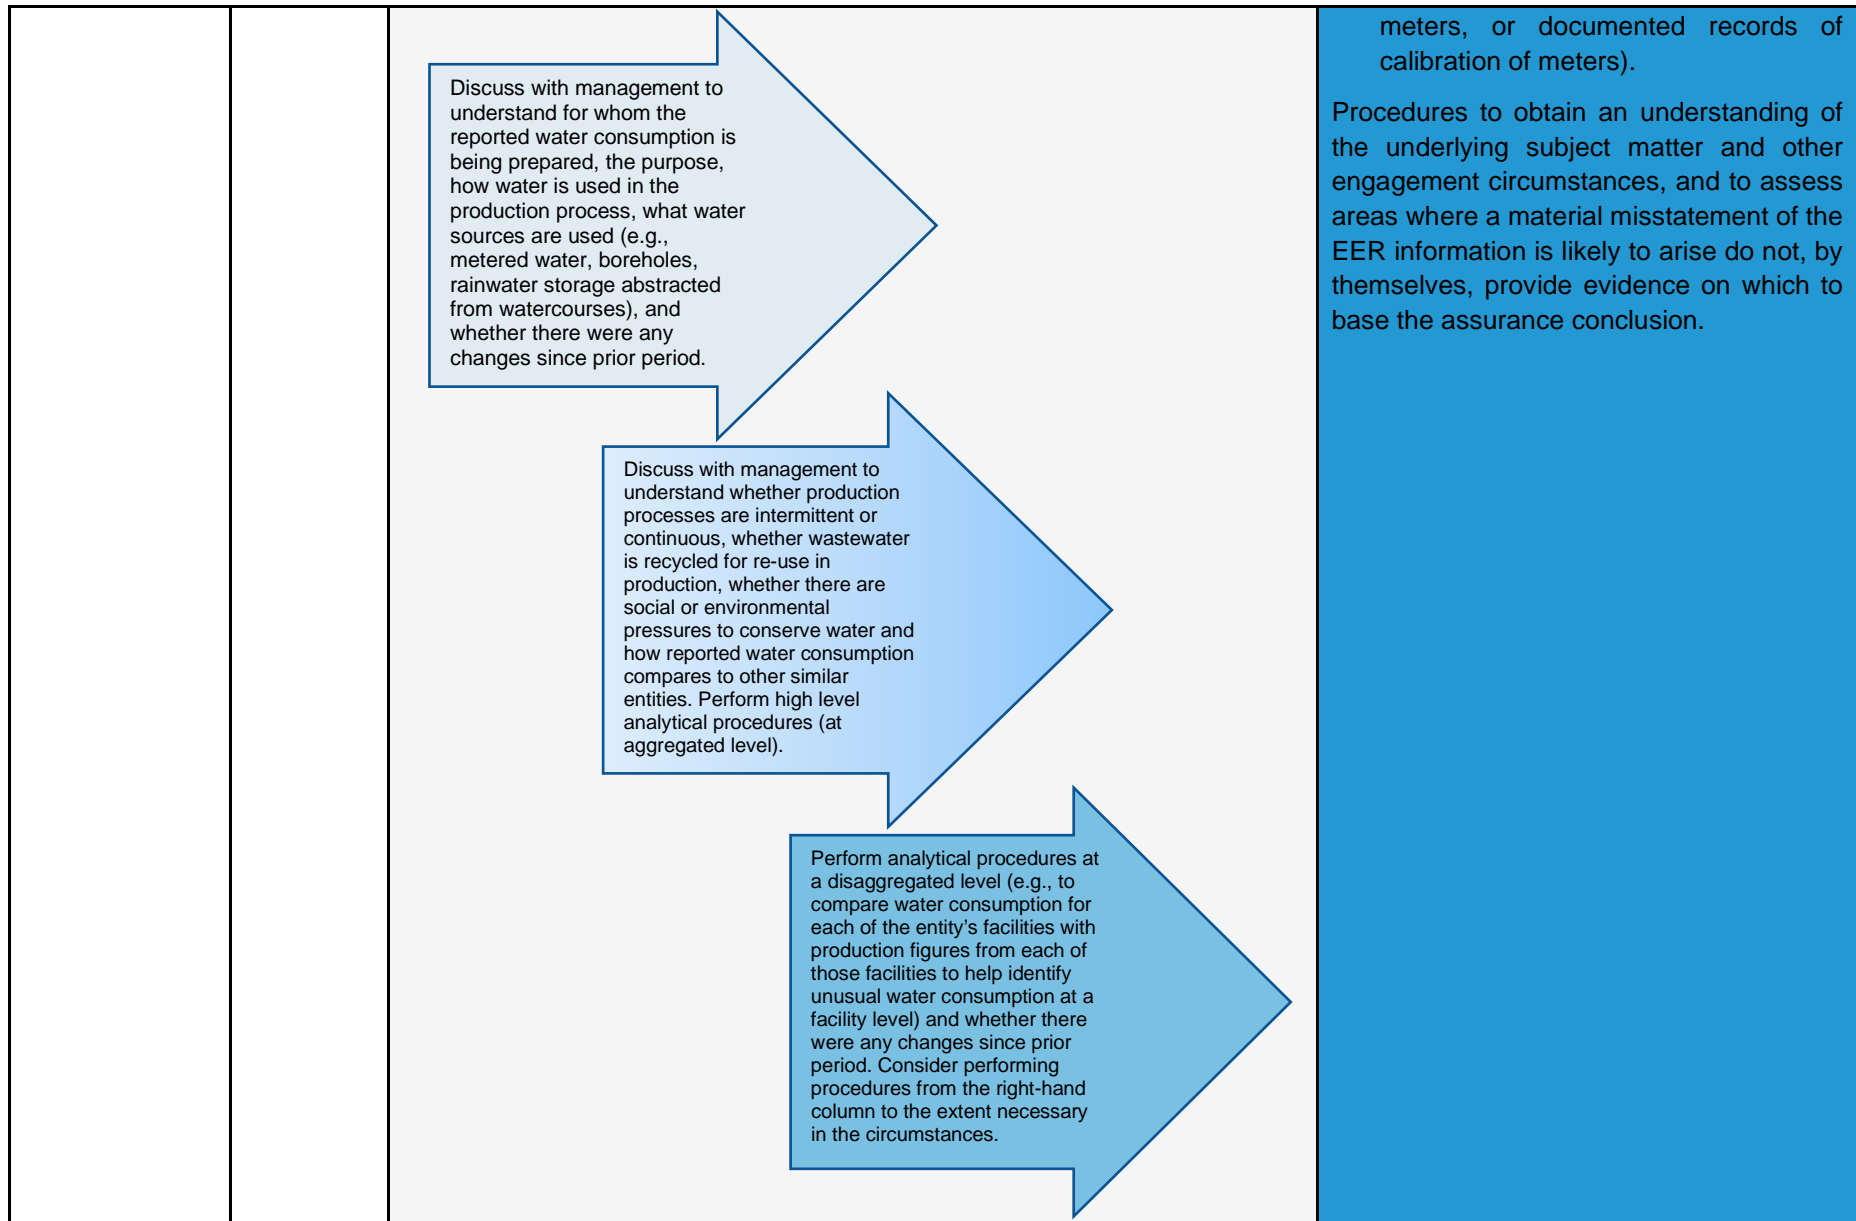 Discuss with management to
understand for whom the
reported water consumption is
being prepared, the purpose,
how water is used in the
production process, what water
sources are used (e.g.,
metered water, boreholes,
rainwater storage abstracted
from watercourses), and
whether there were any
changes since prior period.
Discuss with management to
understand whether production
processes are intermittent or
continuous, whether wastewater
is recycled for re-use in
production, whether there are
social or environmental
pressures to conserve water and
how reported water consumption
compares to other similar
entities. Perform high level
analytical procedures (at
aggregated level).
Perform analytical procedures at
a disaggregated level (e.g., to
compare water consumption for
each of the entity’s facilities with
production figures from each of
those facilities to help identify
unusual water consumption at a
facility level) and whether there
were any changes since prior
period. Consider performing
procedures from the right-hand
column to the extent necessary
in the circumstances.
meters, or documented records of
calibration of meters).
Procedures to obtain an understanding of
the underlying subject matter and other
engagement circumstances, and to assess
areas where a material misstatement of the
EER information is likely to arise do not, by
themselves, provide evidence on which to
base the assurance conclusion.